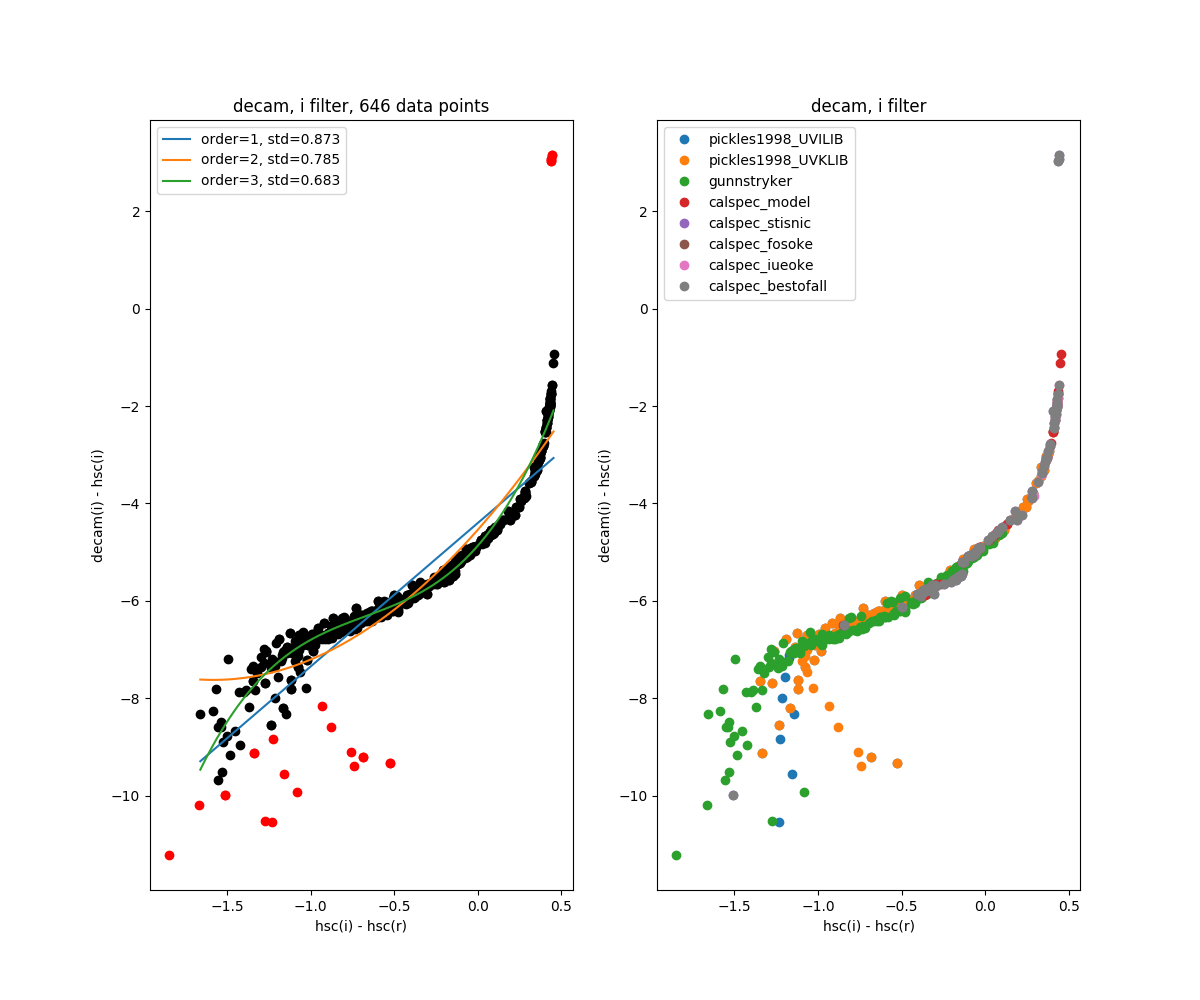 decam, i filter, 646 data points
order=1, std=0.873
order=2, std=0.785
order=3, std=0.683
2
0
−2
−4
−6
−8
−10
decam(i) - hsc(i)
−1.5 −1.0 −0.5 0.0 0.5
hsc(i) - hsc(r)
decam, i filter
pickles1998_UVILIB
pickles1998_UVKLIB
gunnstryker
calspec_model
calspec_stisnic
calspec_fosoke
calspec_iueoke
calspec_bestofall
2
0
−2
−4
−6
−8
−10
decam(i) - hsc(i)
−1.5 −1.0 −0.5 0.0 0.5
hsc(i) - hsc(r)